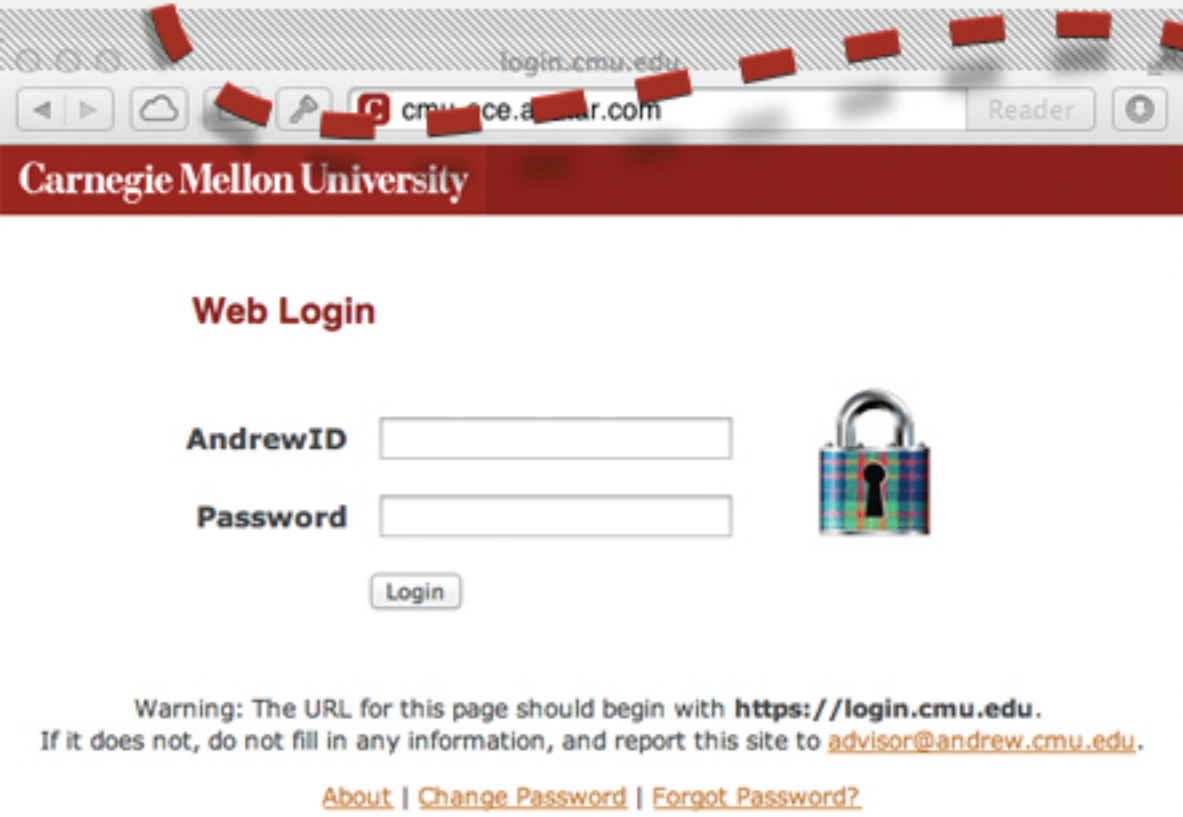 login.cmu.edu
C
.com
Reader
Carnegie Mellon University
Web Login
AndrewID
Password
Login
Warning: The URL for this page should begin with https://login.cmu.edu.
If it does not, do not fill in any information, and report this site to advisor@andrew.cmu.edu.
About | Change Password | Forgot Password?